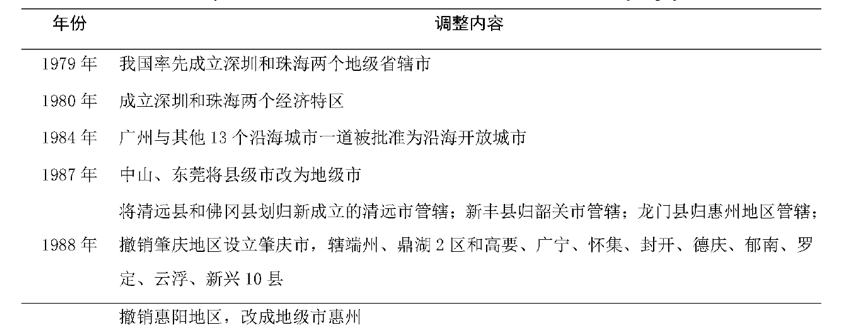 年份 调整内容
1979 年 我国率先成立深圳和珠海两个地级省辖市
1980 年 成立深圳和珠海两个经济特区
1984 年 广州与其他 13 个沿海城市一道被批准为沿海开放城市
1987 年 中山、东莞将县级市改为地级市
将清远县和佛冈县划归新成立的清远市管辖；新丰县归韶关市管辖；龙门县归惠州地区管辖；
1988 年 撤销肇庆地区设立肇庆市，辖端州、鼎湖 2 区和高要、广宁、怀集、封开、德庆、郁南、罗
定、云浮、新兴 10 县
撤销惠阳地区，改成地级市惠州